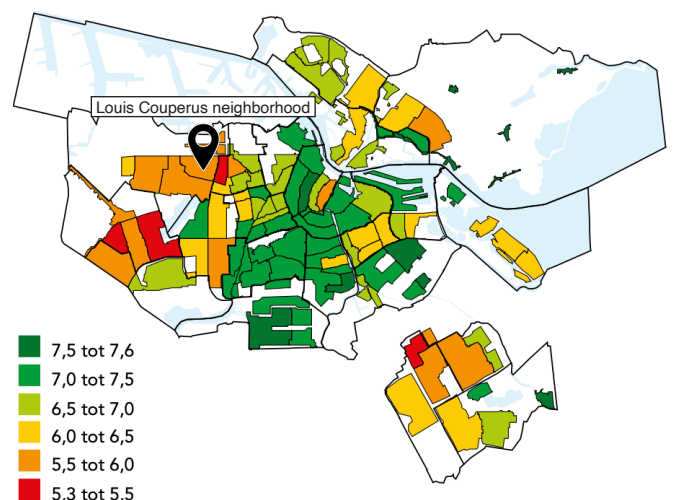 Louis Couperus neighborhood
7,5 tot 7,6
7,0 tot 7,5
6,5 tot 7,0
6,0 tot 6,5
5,5 tot 6,0
5,3 tot 5,5